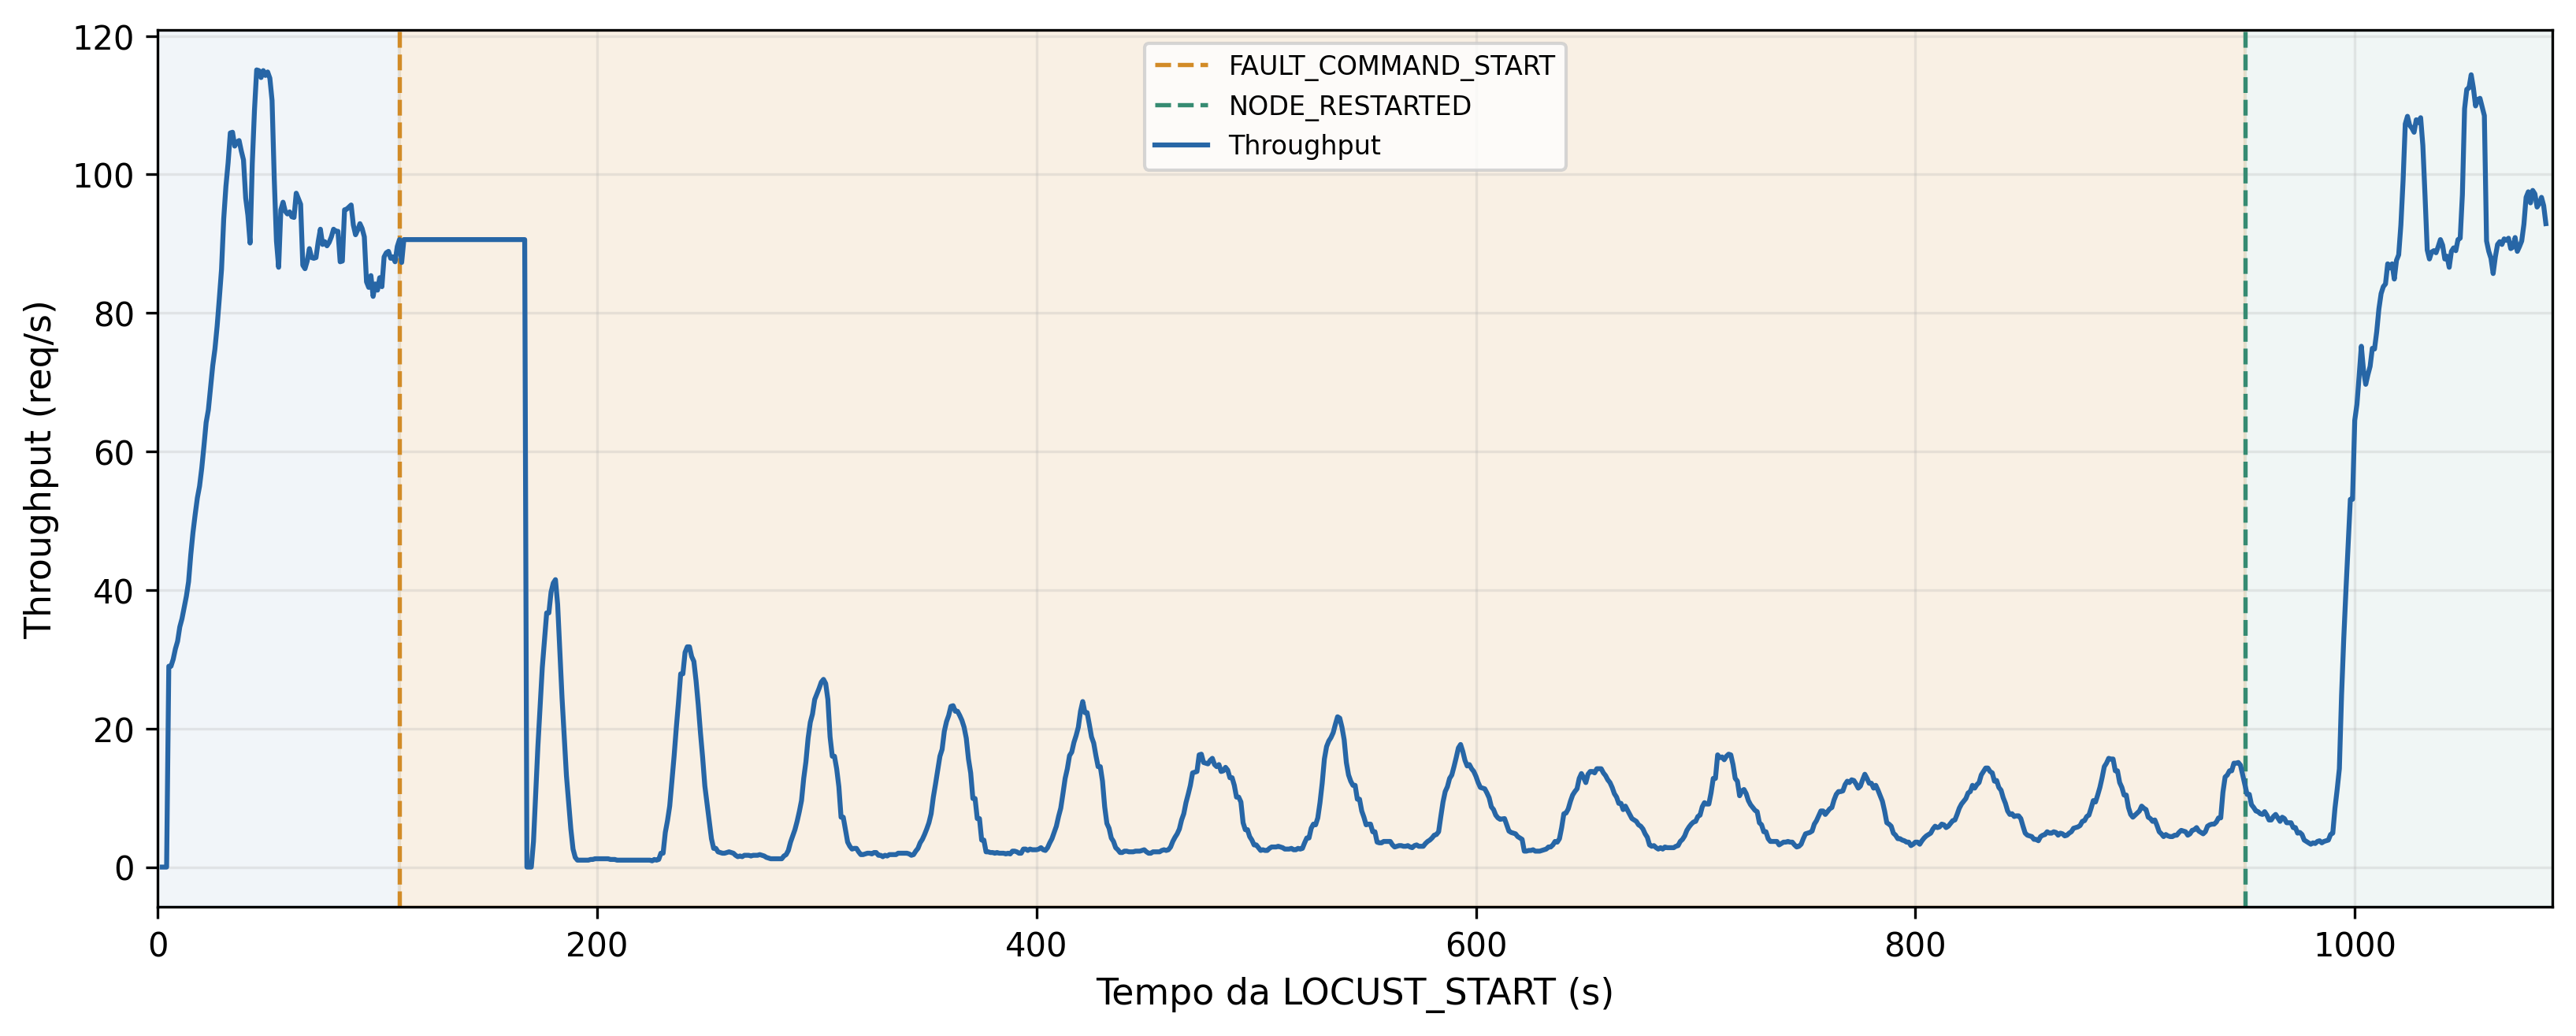 120
100
80
60
40
20
0
Throughput (req/s)
FAULT_COMMAND_START
NODE_RESTARTED
Throughput
0
200
400
600
800
1000
Tempo da LOCUST_START (s)